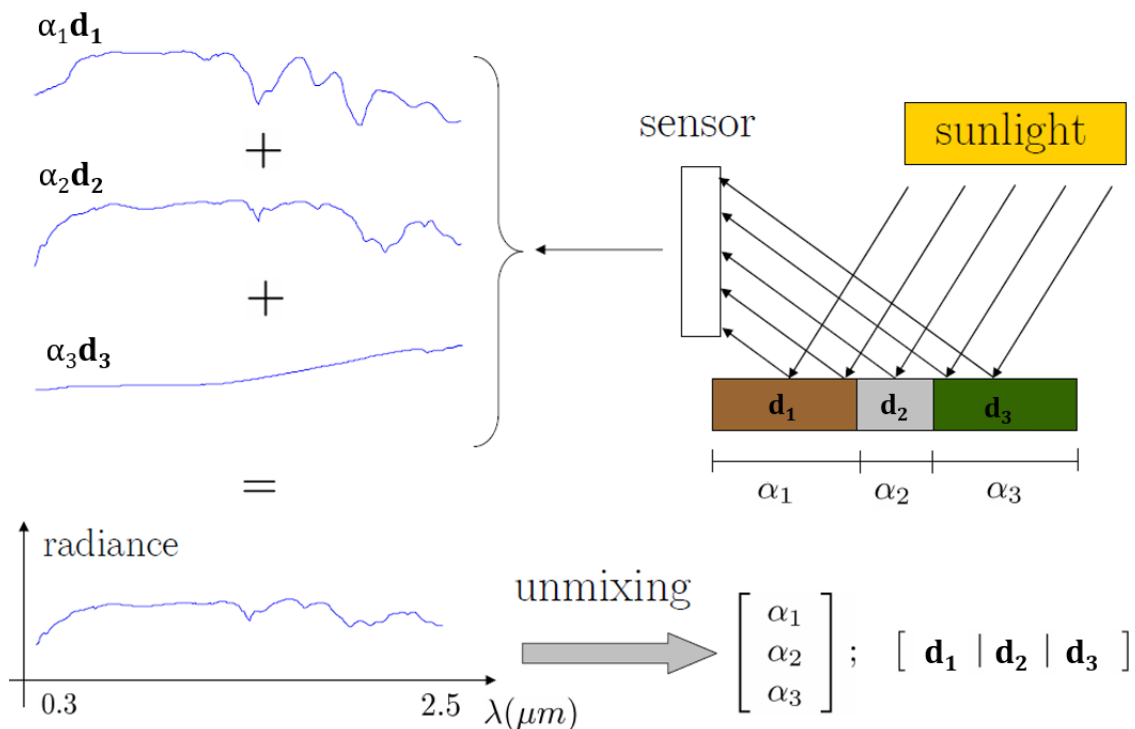 α₁d₁
+
α₂d₂
+
α₃d₃
=
sensor
sunlight
d₁ d₂ d₃
α₁ α₂ α₃
radiance
0.3 2.5 λ(μm)
unmixing
[ α₁
α₂
α₃ ] ; [ d₁ | d₂ | d₃ ]